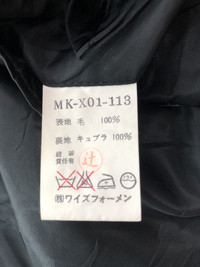 MK-X01-113
表地 毛 100%
裏地 キュプラ 100%
縫製
責任者
辻
㈱ワイズフォーメン